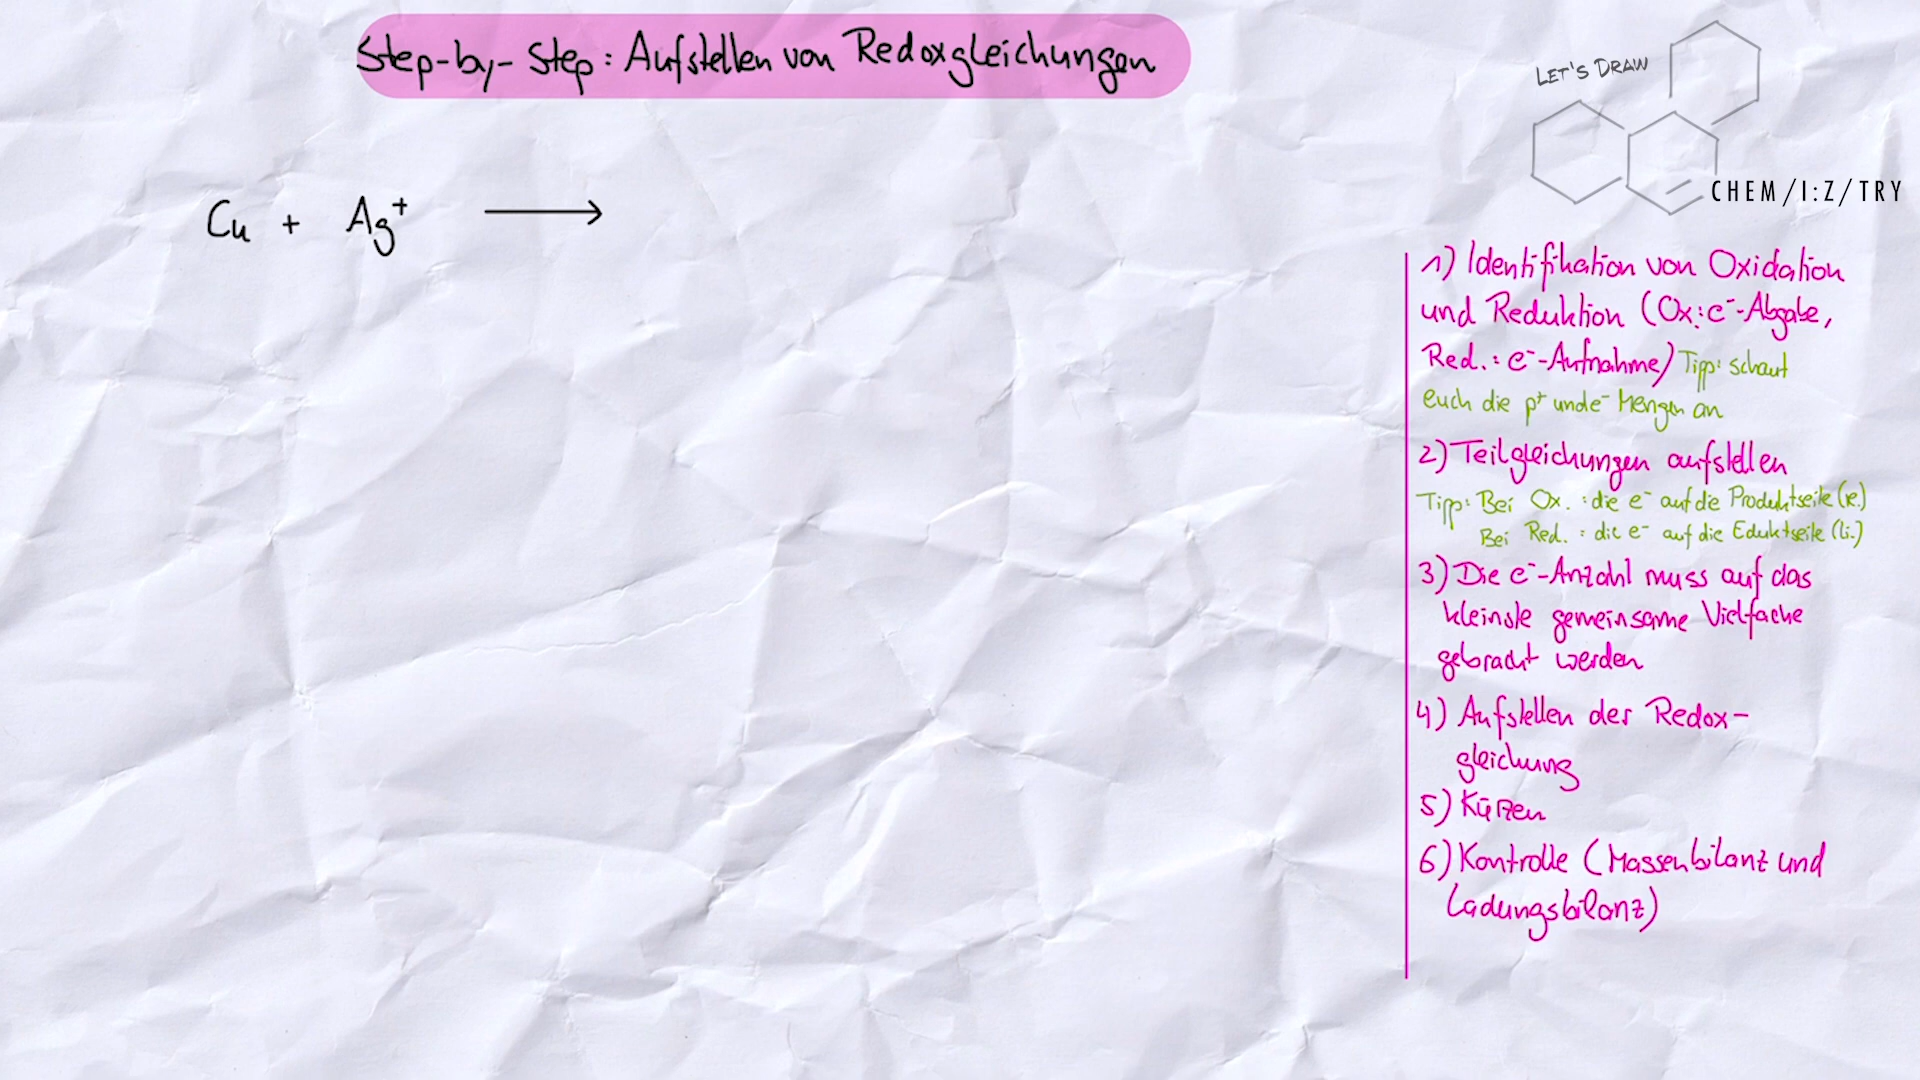 Step-by-Step: Aufstellen von Redoxgleichungen
LET'S DRAW
CHEM/I:Z/TRY
Cu + Ag⁺ ⟶
1) Identifikation von Oxidation
und Reduktion (Ox.: e⁻-Abgabe,
Red.: e⁻-Aufnahme) Tipp: schaut
euch die p⁺ und e⁻ Mengen an
2) Teilgleichungen aufstellen
Tipp: Bei Ox. : die e⁻ auf die Produktseite (re.)
Bei Red. : die e⁻ auf die Eduktseite (li.)
3) Die e⁻-Anzahl muss auf das
kleinste gemeinsame Vielfache
gebracht werden
4) Aufstellen der Redox-
gleichung
5) Kürzen
6) Kontrolle (Massenbilanz und
Ladungsbilanz)